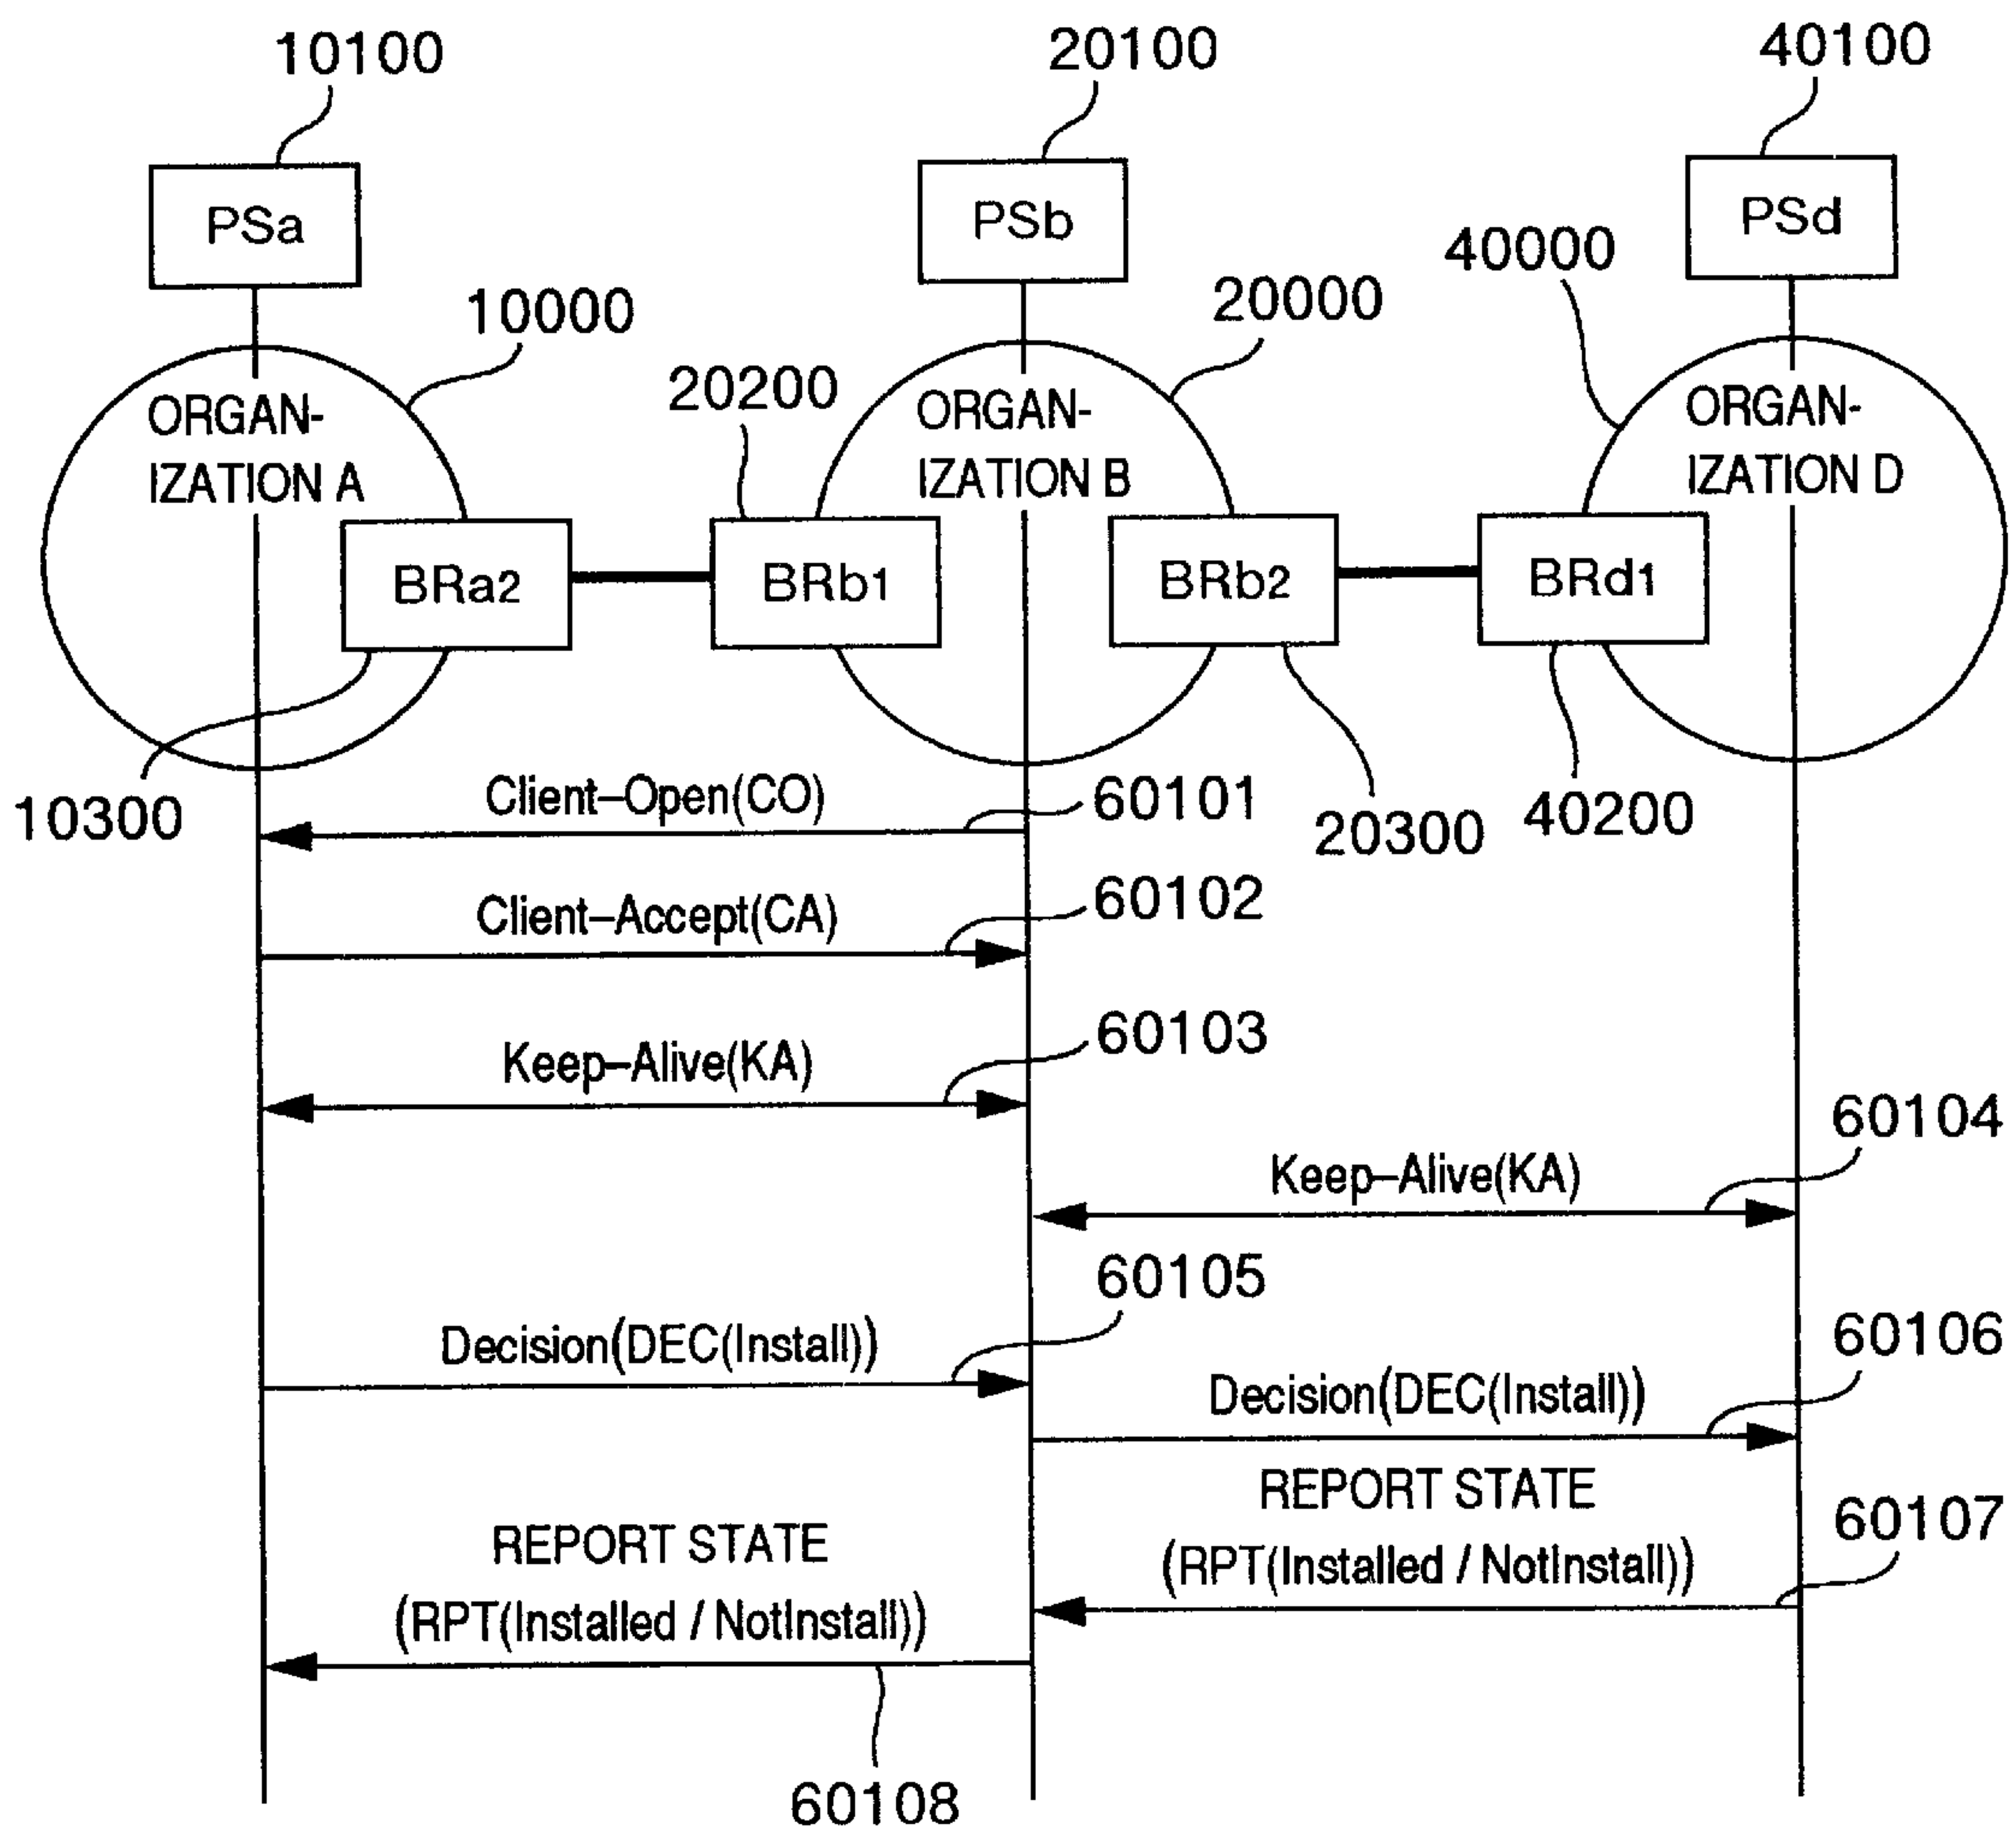 10100
20100
40100
PSa
PSb
PSd
10000
20000
40000
20200
ORGAN-
IZATION A
ORGAN-
IZATION B
ORGAN-
IZATION D
BRa2
BRb1
BRb2
BRd1
10300
20300
40200
Client–Open(CO)
60101
Client–Accept(CA)
60102
Keep–Alive(KA)
60103
Keep–Alive(KA)
60104
Decision(DEC(Install))
60105
Decision(DEC(Install))
60106
REPORT STATE
(RPT(Installed / NotInstall))
60107
REPORT STATE
(RPT(Installed / NotInstall))
60108